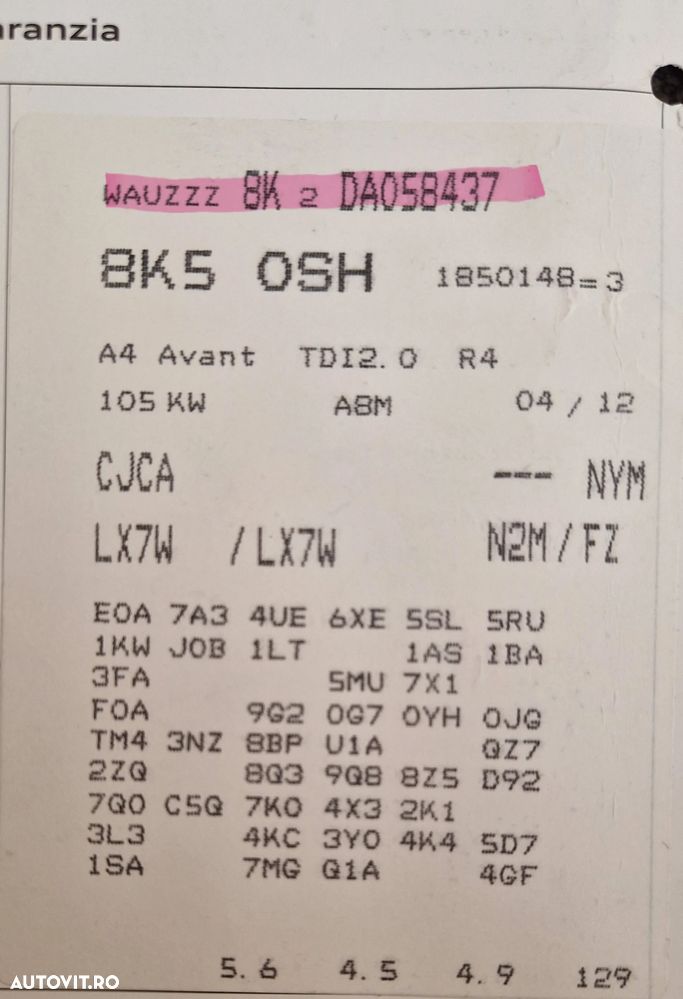 aranzia
WAUZZZ 8K 2 DA058437
8K5 0SH 1850148=3
A4 Avant TDI2.0 R4
105 KW A8M 04 / 12
CJCA --- NYM
LX7W / LX7W N2M / FZ
E0A 7A3 4UE 6XE 5SL 5RU
1KW J0B 1LT 1AS 1BA
3FA 5MU 7X1
F0A 9G2 0G7 0YH 0JG
TM4 3NZ 8BP U1A QZ7
2ZQ 8Q3 9Q8 8Z5 D92
7Q0 C5Q 7K0 4X3 2K1
3L3 4KC 3Y0 4K4 5D7
1SA 7MG Q1A 4GF
5.6 4.5 4.9 129
AUTOVIT.RO